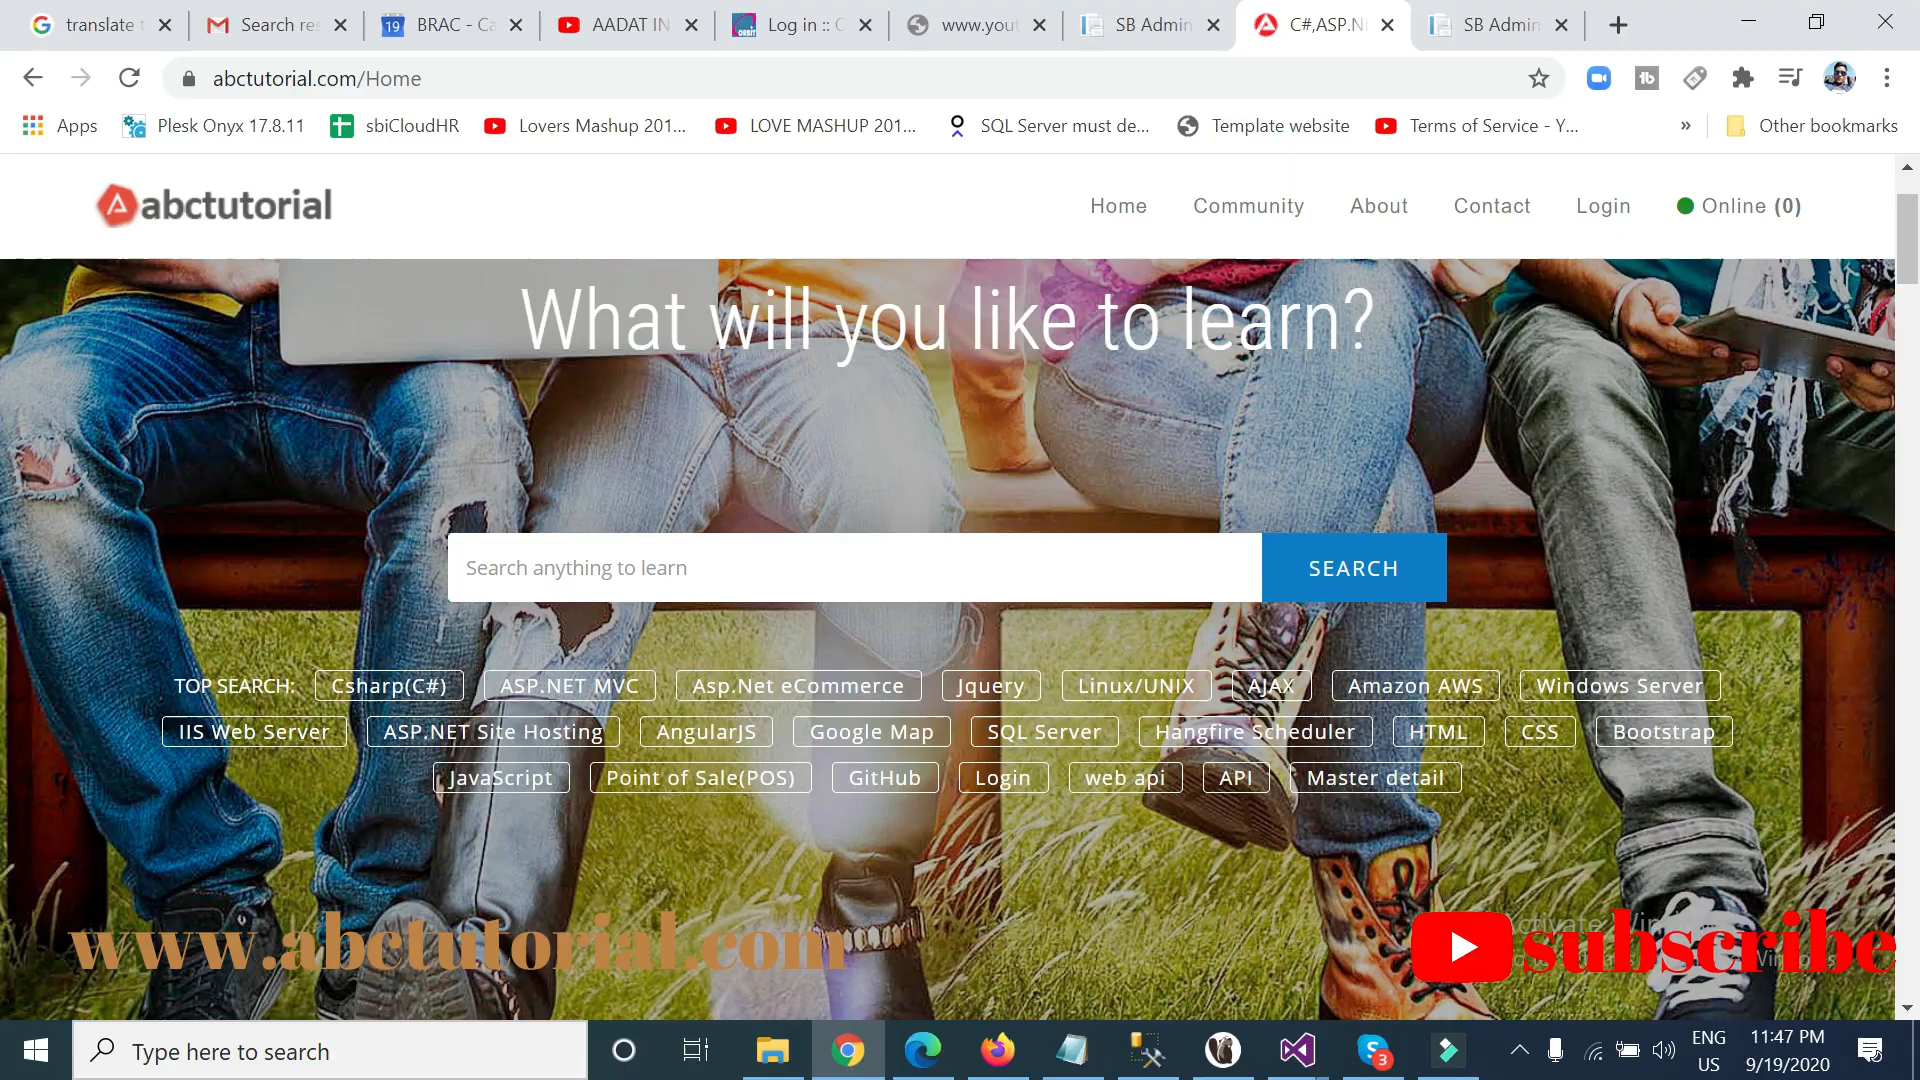 translate
Search res
BRAC - Ca
AADAT IN
Log in :: C
www.yout
SB Admin
C#,ASP.NE
SB Admin
abctutorial.com/Home
Apps
Plesk Onyx 17.8.11
sbiCloudHR
Lovers Mashup 201...
LOVE MASHUP 201...
SQL Server must de...
Template website
Terms of Service - Y...
»
Other bookmarks
abctutorial
Home
Community
About
Contact
Login
Online (0)
What will you like to learn?
Search anything to learn
SEARCH
TOP SEARCH: Csharp(C#) ASP.NET MVC Asp.Net eCommerce Jquery Linux/UNIX AJAX Amazon AWS Windows Server
IIS Web Server ASP.NET Site Hosting AngularJS Google Map SQL Server Hangfire Scheduler HTML CSS Bootstrap
JavaScript Point of Sale(POS) GitHub Login web api API Master detail
www.abctutorial.com
subscribe
Type here to search
3
ENG
US
11:47 PM
9/19/2020